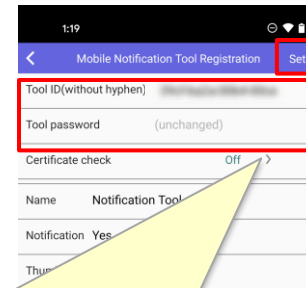 1:19
Mobile Notification Tool Registration
Set
Tool ID(without hyphen)
Tool password (unchanged)
Certificate check Off
Name Notification Tool
Notification Yes